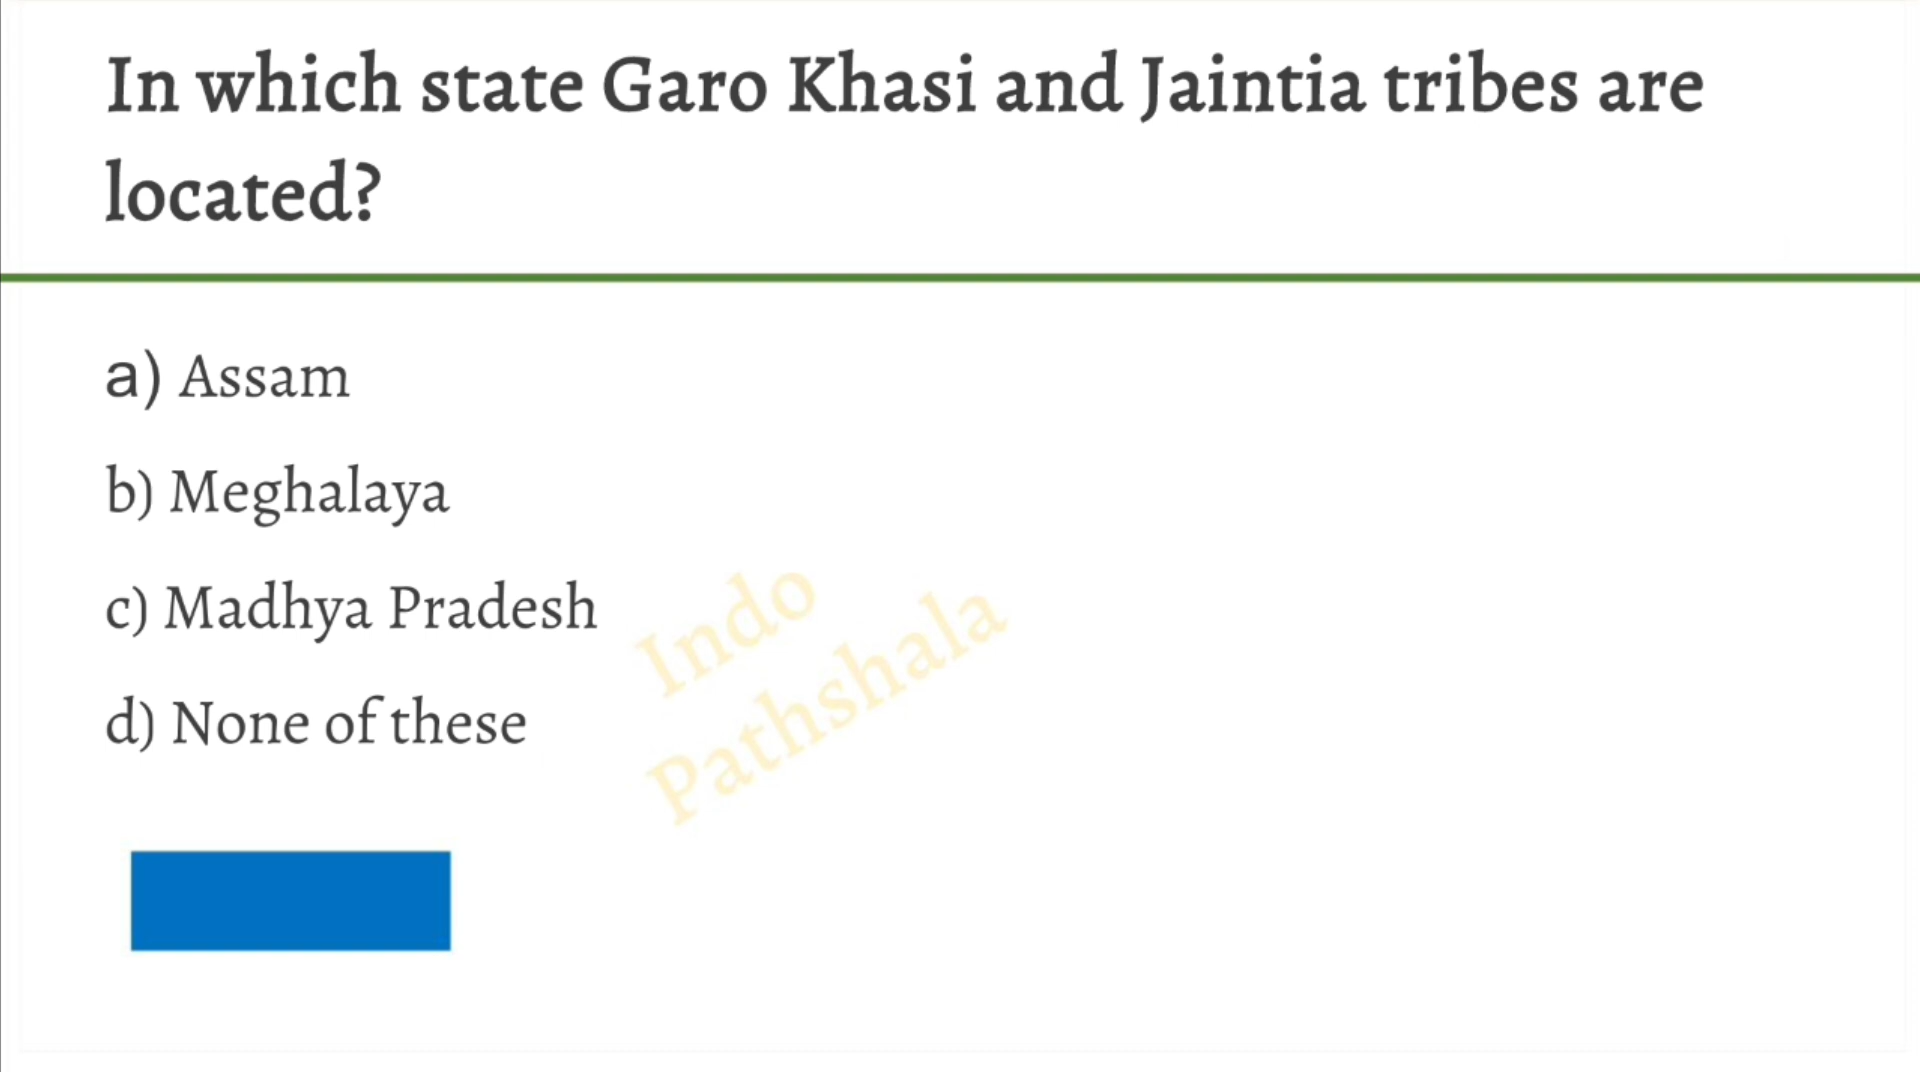 In which state Garo Khasi and Jaintia tribes are
located?
a) Assam
b) Meghalaya
c) Madhya Pradesh
d) None of these
Indo
Pathshala